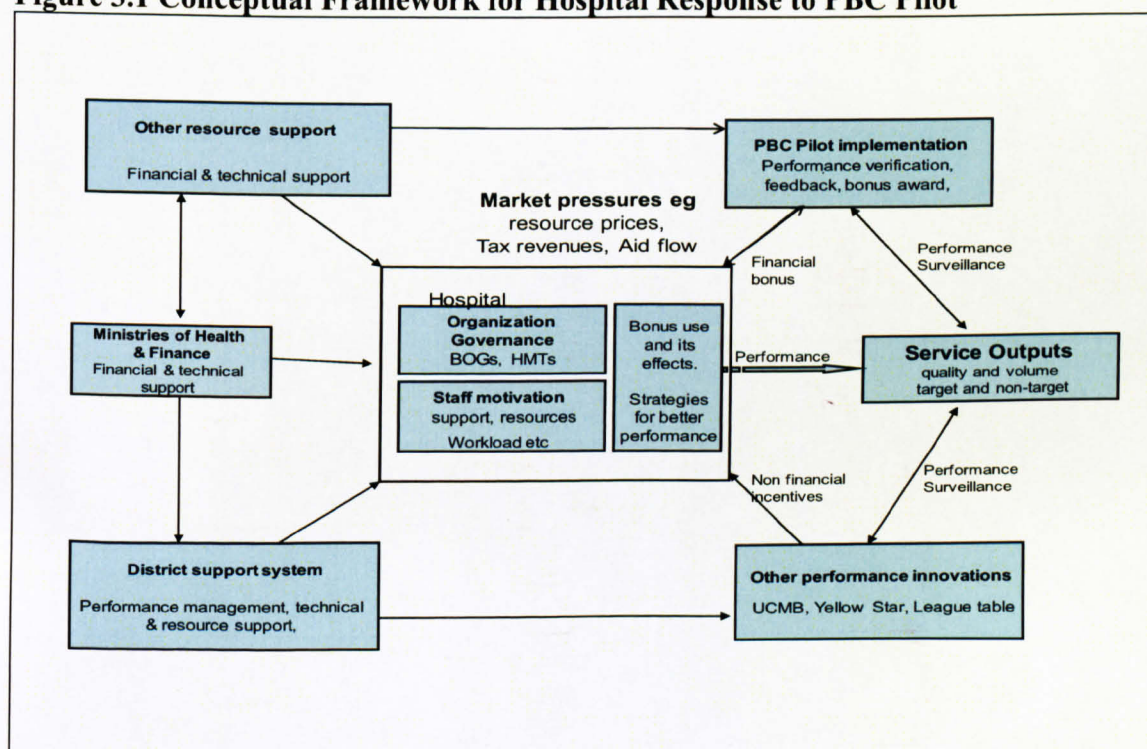 Figure 3.1 Conceptual Framework for Hospital Response to PBC Pilot
Other resource support
Financial & technical support
PBC Pilot implementation
Performance verification,
feedback, bonus award,
Market pressures eg
resource prices,
Tax revenues, Aid flow
Financial
bonus
Performance
Surveillance
Ministries of Health
& Finance
Financial & technical
support
Hospital
Organization
Governance
BOGs, HMTs
Staff motivation
support, resources
Workload etc
Bonus use
and its
effects.
Strategies
for better
performance
Performance
Service Outputs
quality and volume
target and non-target
Non financial
incentives
Performance
Surveillance
District support system
Performance management, technical
& resource support,
Other performance innovations
UCMB, Yellow Star, League table